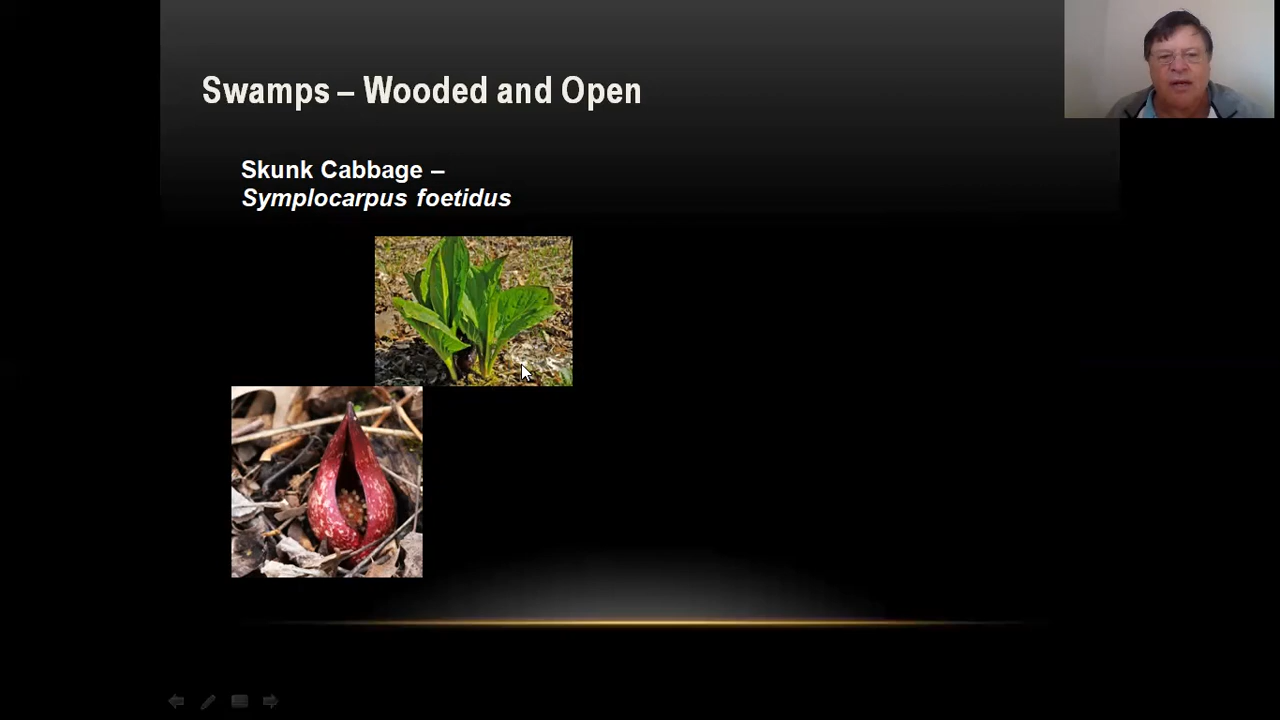 Swamps – Wooded and Open
Skunk Cabbage –
Symplocarpus foetidus